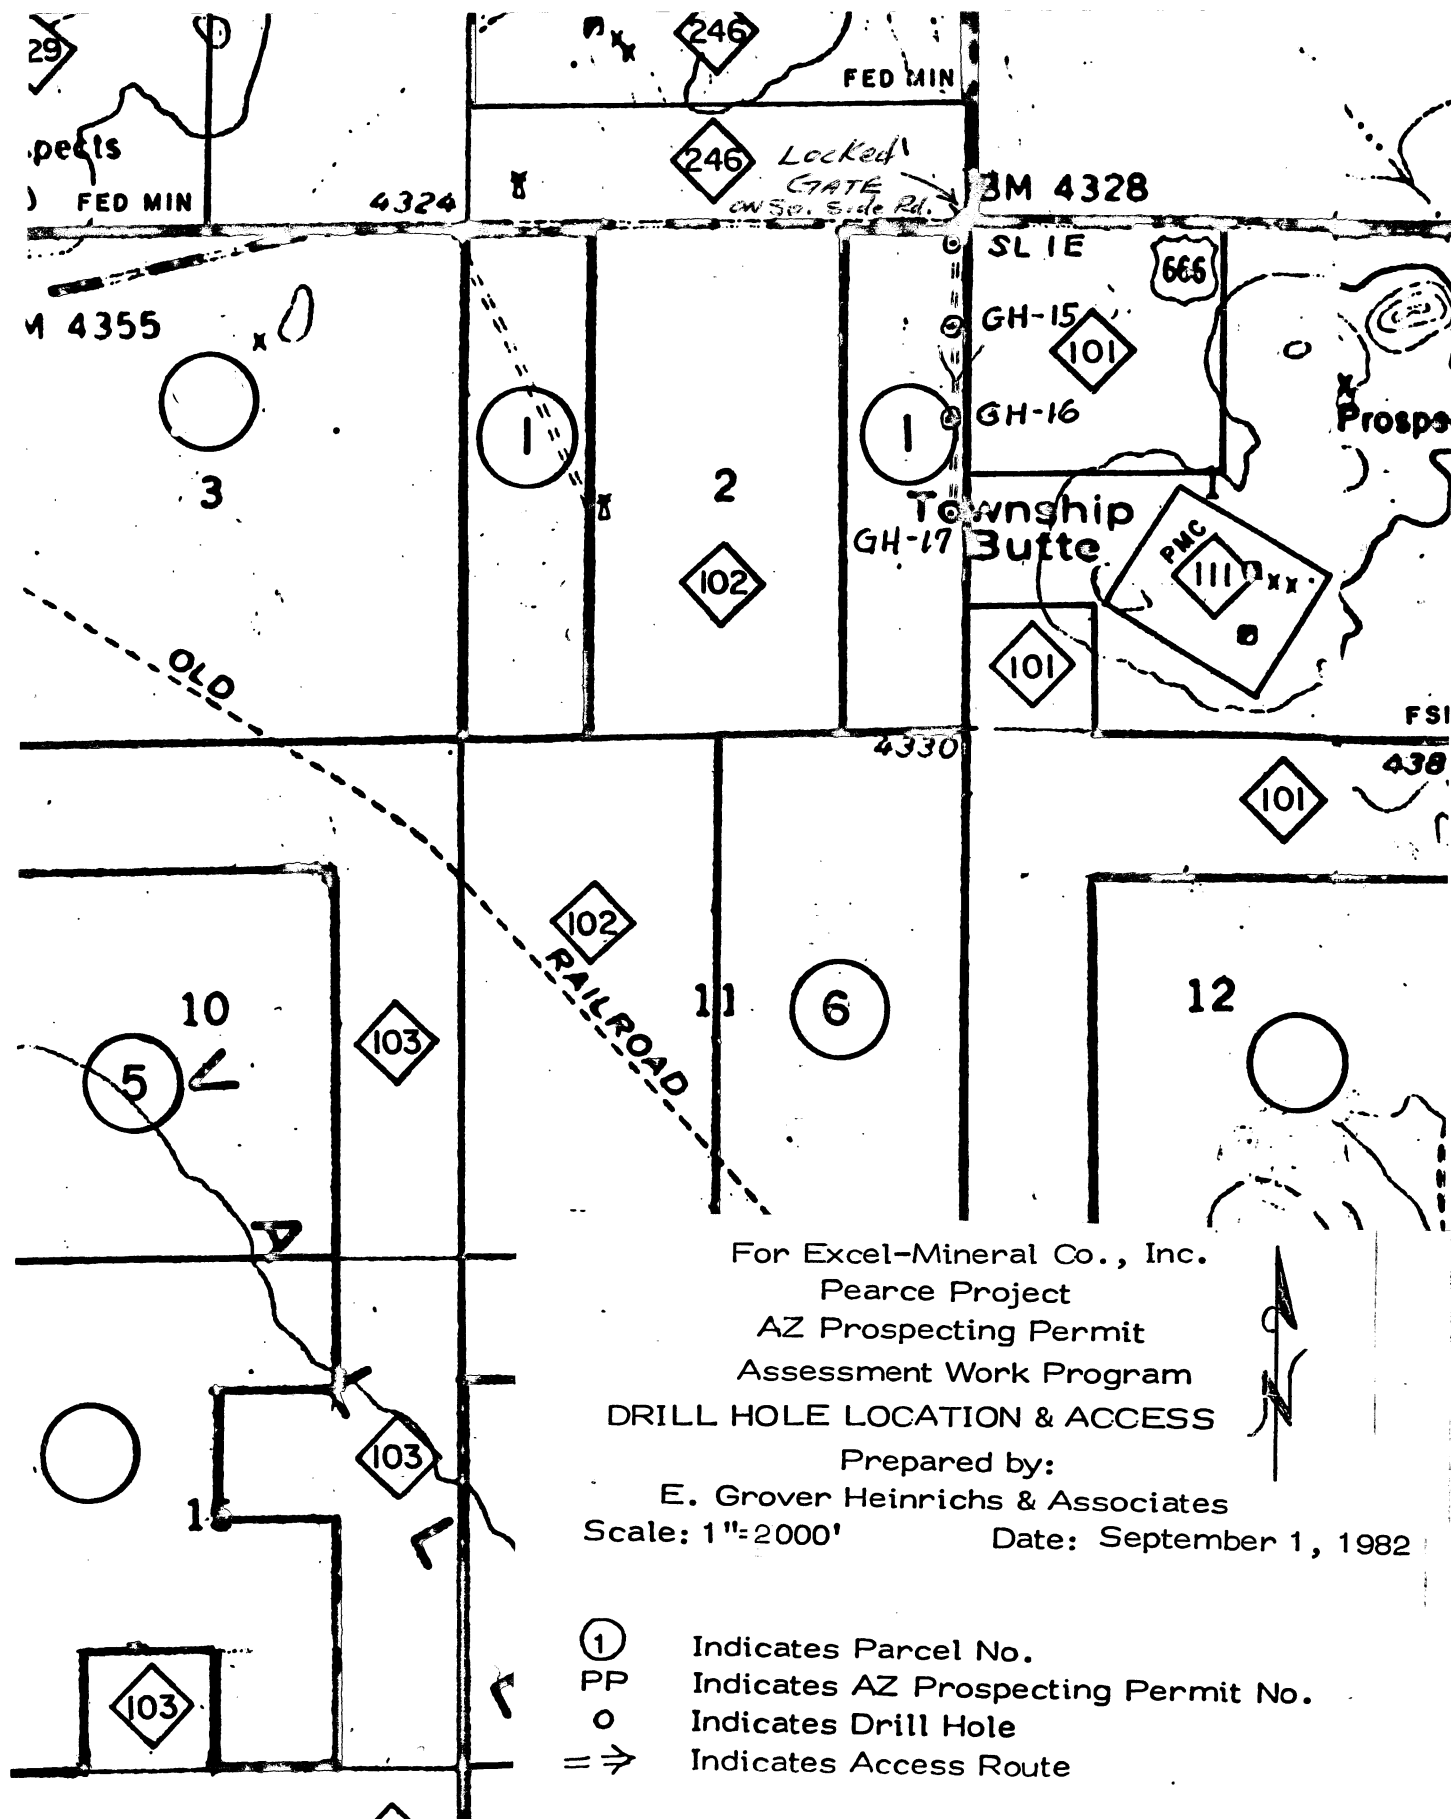 29
246
FED MIN
pects
246
Locked
GATE
on So. Side Rd.
) FED MIN
4324
BM 4328
SL 1E
666
M 4355
GH-15
101
1
1
GH-16
Prospe
3
2
Township
Butte
GH-17
PMC
102
111
xx
OLD
101
FSI
4330
438
101
102
RAILROAD
10
11
6
12
103
5
For Excel-Mineral Co., Inc.
Pearce Project
AZ Prospecting Permit
Assessment Work Program
DRILL HOLE LOCATION & ACCESS
Prepared by:
E. Grover Heinrichs & Associates
Scale: 1"=2000' Date: September 1, 1982
103
1
N
1 Indicates Parcel No.
PP Indicates AZ Prospecting Permit No.
o Indicates Drill Hole
=⇒ Indicates Access Route
103